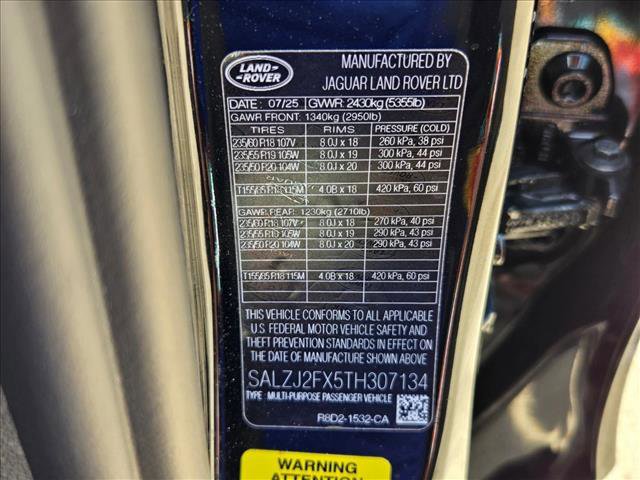 LAND-
-ROVER
MANUFACTURED BY
JAGUAR LAND ROVER LTD
DATE : 07/25 GVWR: 2430kg (5355lb)
GAWR FRONT: 1340kg (2950lb)
TIRES RIMS PRESSURE (COLD)
235/60 R18 107V 8.0J x 18 260 kPa, 38 psi
235/55 R19 105W 8.0J x 19 300 kPa, 44 psi
235/50 R20 104W 8.0J x 20 300 kPa, 44 psi
T155/85 R18 115M 4.0B x 18 420 kPa, 60 psi
GAWR REAR: 1230kg (2710lb)
235/60 R18 107V 8.0J x 18 270 kPa, 40 psi
235/55 R19 105W 8.0J x 19 290 kPa, 43 psi
235/50 R20 104W 8.0J x 20 290 kPa, 43 psi
T155/85 R18 115M 4.0B x 18 420 kPa, 60 psi
THIS VEHICLE CONFORMS TO ALL APPLICABLE
U.S. FEDERAL MOTOR VEHICLE SAFETY AND
THEFT PREVENTION STANDARDS IN EFFECT ON
THE DATE OF MANUFACTURE SHOWN ABOVE
SALZJ2FX5TH307134
TYPE: MULTI-PURPOSE PASSENGER VEHICLE
R8D2-1532-CA
WARNING
ATTENTION